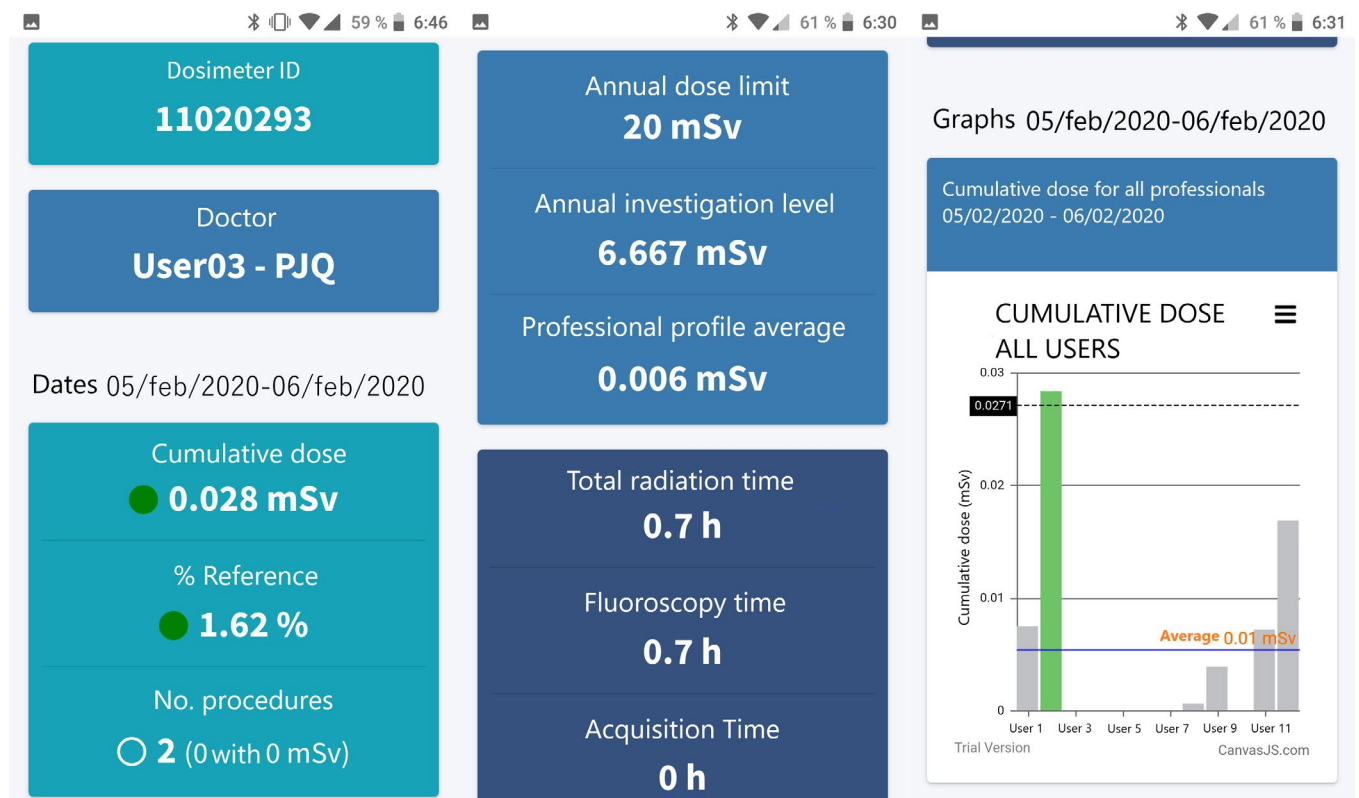 59 % 6:46
Dosimeter ID
11020293
Doctor
User03 - PJQ
Dates 05/feb/2020-06/feb/2020
Cumulative dose
0.028 mSv
% Reference
1.62 %
No. procedures
2 (0 with 0 mSv)
61 % 6:30
Annual dose limit
20 mSv
Annual investigation level
6.667 mSv
Professional profile average
0.006 mSv
Total radiation time
0.7 h
Fluoroscopy time
0.7 h
Acquisition Time
0 h
61 % 6:31
Graphs 05/feb/2020-06/feb/2020
Cumulative dose for all professionals
05/02/2020 - 06/02/2020
CUMULATIVE DOSE
ALL USERS
0.03
0.0271
0.02
Cumulative dose (mSv)
0.01
Average 0.01 mSv
0
User 1 User 3 User 5 User 7 User 9 User 11
Trial Version CanvasJS.com